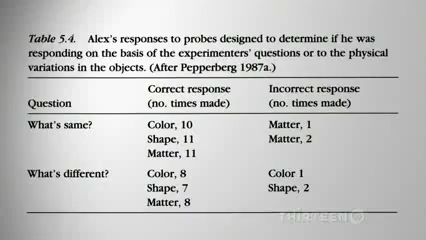 Table 5.4. Alex's responses to probes designed to determine if he was
responding on the basis of the experimenters' questions or to the physical
variations in the objects. (After Pepperberg 1987a.)
Correct response Incorrect response
Question (no. times made) (no. times made)
What's same? Color, 10 Matter, 1
Shape, 11 Matter, 2
Matter, 11
What's different? Color, 8 Color 1
Shape, 7 Shape, 2
Matter, 8
THIRTEEN